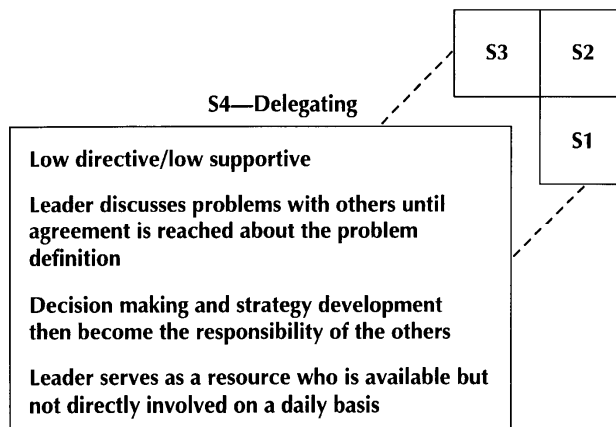 S3
S2
S1
S4—Delegating
Low directive/low supportive
Leader discusses problems with others until
agreement is reached about the problem
definition
Decision making and strategy development
then become the responsibility of the others
Leader serves as a resource who is available but
not directly involved on a daily basis